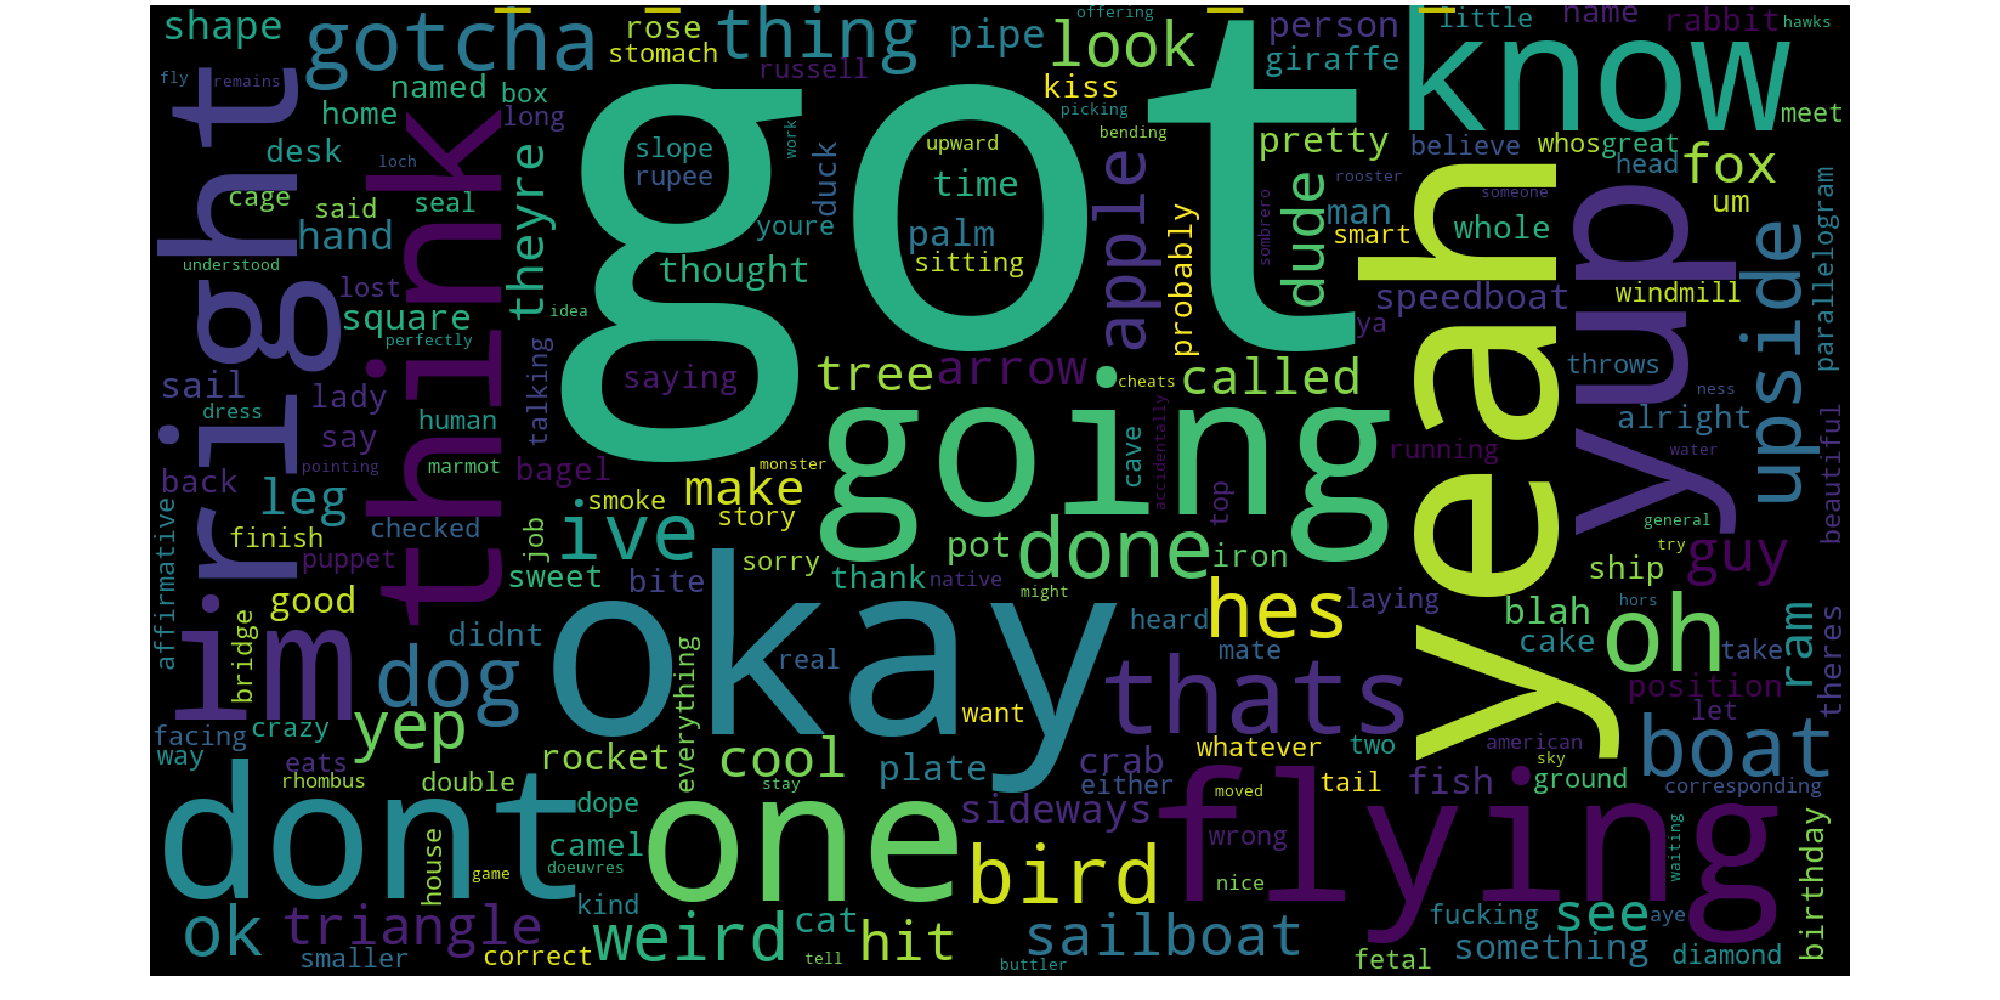 shape
gotcha
rose
thing
pipe
offering
look
person
little
name
rabbit
hawks
stomach
russell
giraffe
know
fly
remains
named
box
kiss
picking
meet
home
long
got
work
bending
pretty
believe
whos
great
right
think
desk
loch
theyre
slope
rupee
duck
upward
time
apple
dude
rooster
someone
head
fox
cage
said
seal
youre
palm
sitting
probably
sombrero
man
smart
whole
um
parallelogram
hand
understood
thought
yeah
yup
upside
lost
square
idea
speedboat
windmill
ya
perfectly
sail
lady
saying
tree
arrow
cheats
called
throws
ness
dress
human
talking
going
alright
say
cave
accidentally
running
water
beautiful
back
pointing
marmot
bagel
monster
make
top
leg
smoke
story
checked
job
ive
general
affirmative
finish
puppet
sweet
bite
sorry
pot
done
iron
try
guy
good
thank
native
might
hes
laying
ship
hors
im
bridge
didnt
okay
heard
blah
oh
ram
theres
dog
real
everything
mate
cake
take
thats
position
yep
want
let
facing
crazy
way
eats
rocket
cool
plate
crab
whatever
two
american
sky
boat
rhombus
double
stay
either
moved
tail
fish
ground
corresponding
dont
dope
one
sideways
flying
house
game
camel
doeuvres
bird
wrong
nice
waiting
birthday
ok
triangle
kind
weird
cat
hit
sailboat
fucking
see
aye
smaller
correct
tell
buttler
fetal
something
diamond